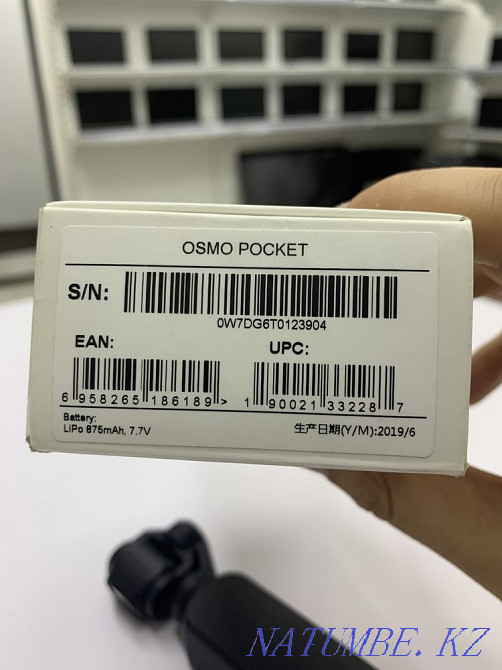 OSMO POCKET
S/N:
0W7DG6T0123904
EAN: UPC:
6 958265 186189 > 1 90021 33228 7
Battery:
LiPo 875mAh, 7.7V 生产日期(Y/M):2019/6
NATUMBE. KZ